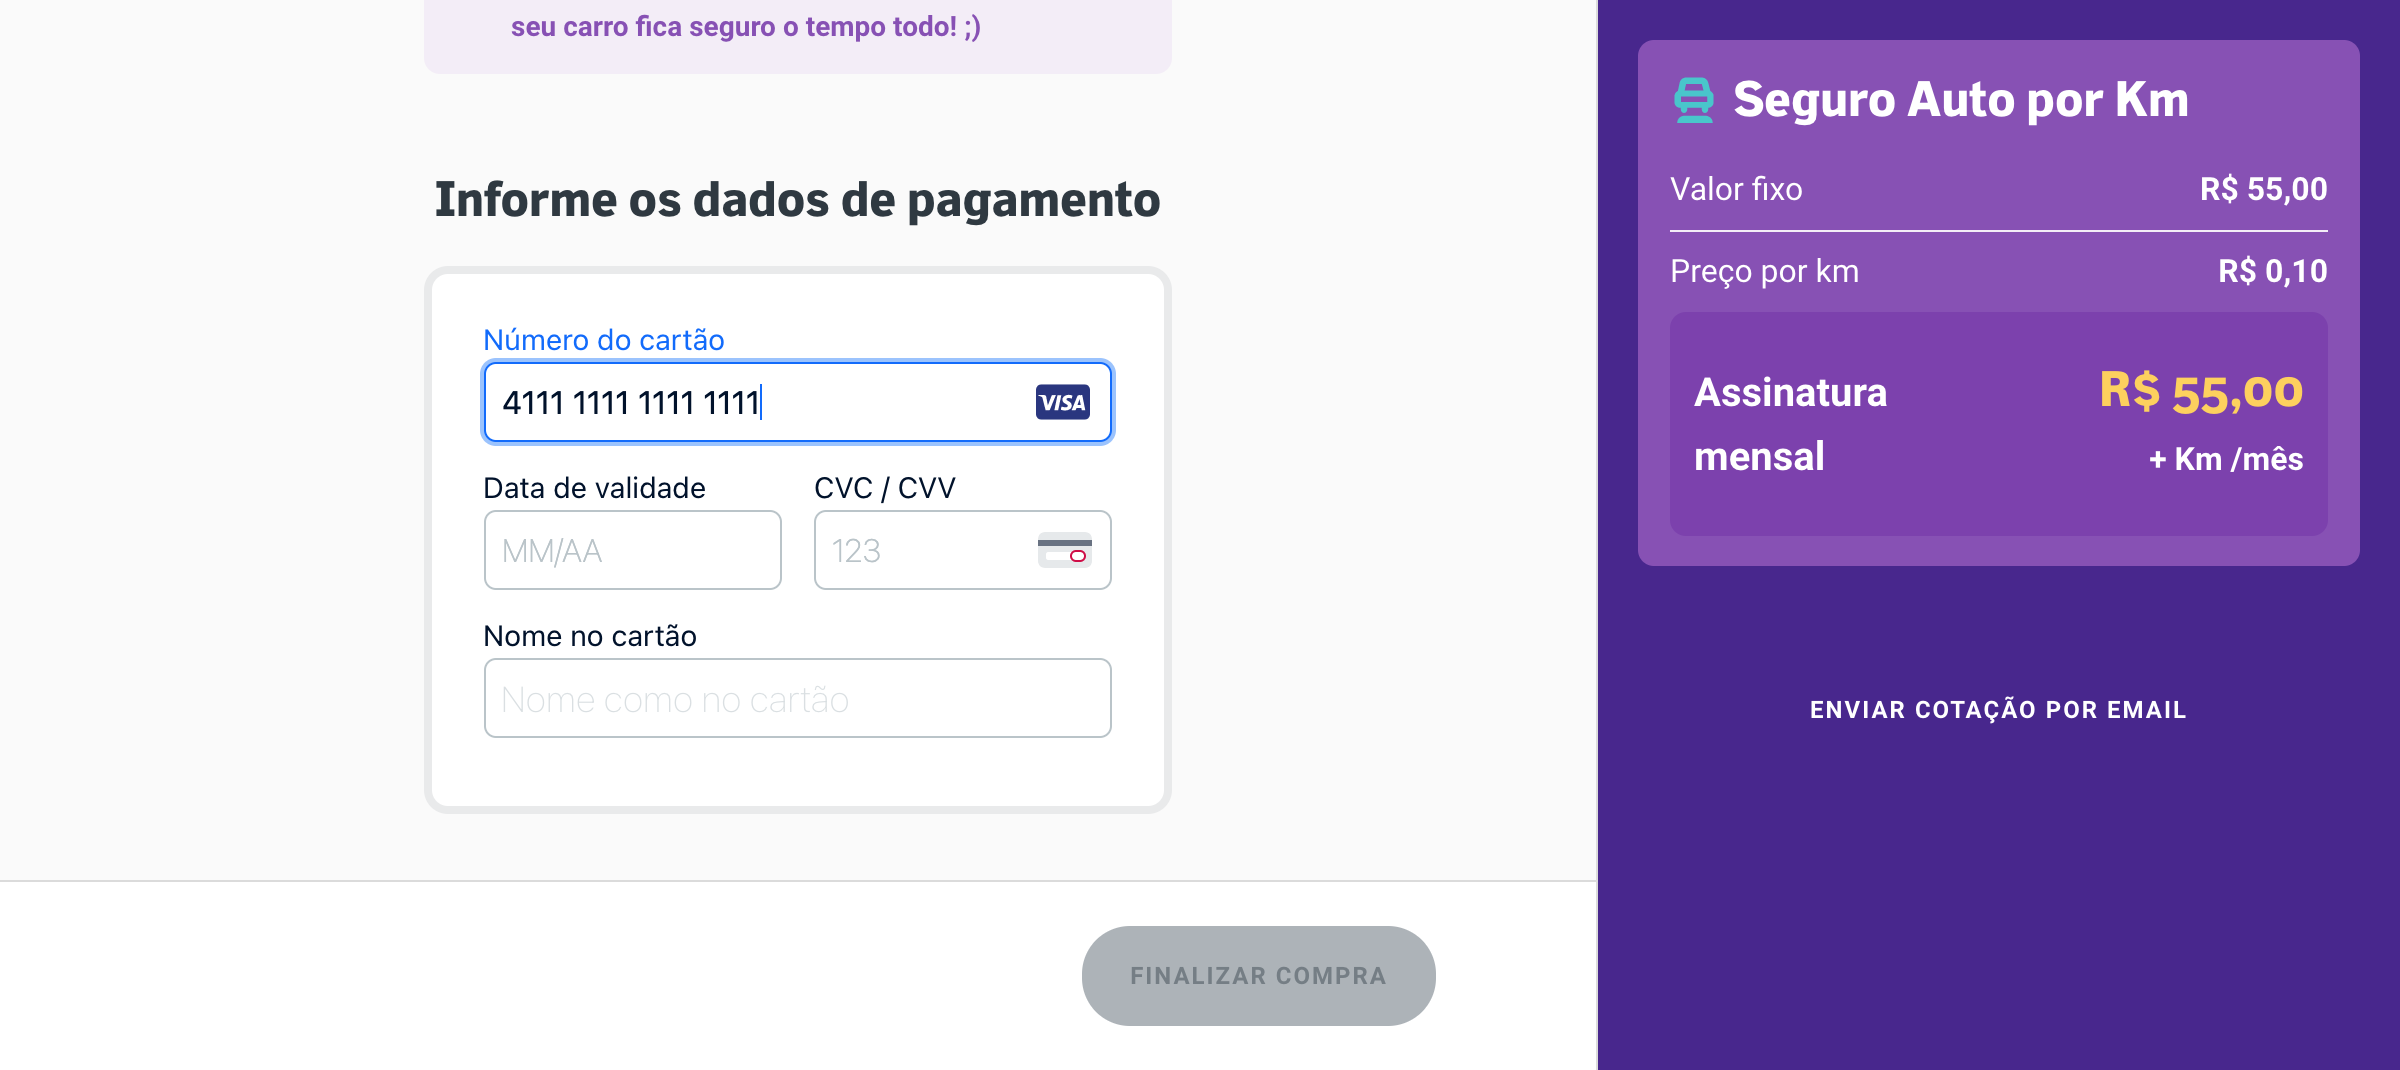 seu carro fica seguro o tempo todo! ;)
Informe os dados de pagamento
Número do cartão
4111 1111 1111 1111
VISA
Data de validade
CVC / CVV
MM/AA
123
Nome no cartão
Nome como no cartão
FINALIZAR COMPRA
Seguro Auto por Km
Valor fixo R$ 55,00
Preço por km R$ 0,10
Assinatura mensal
R$ 55,00
+ Km /mês
ENVIAR COTAÇÃO POR EMAIL